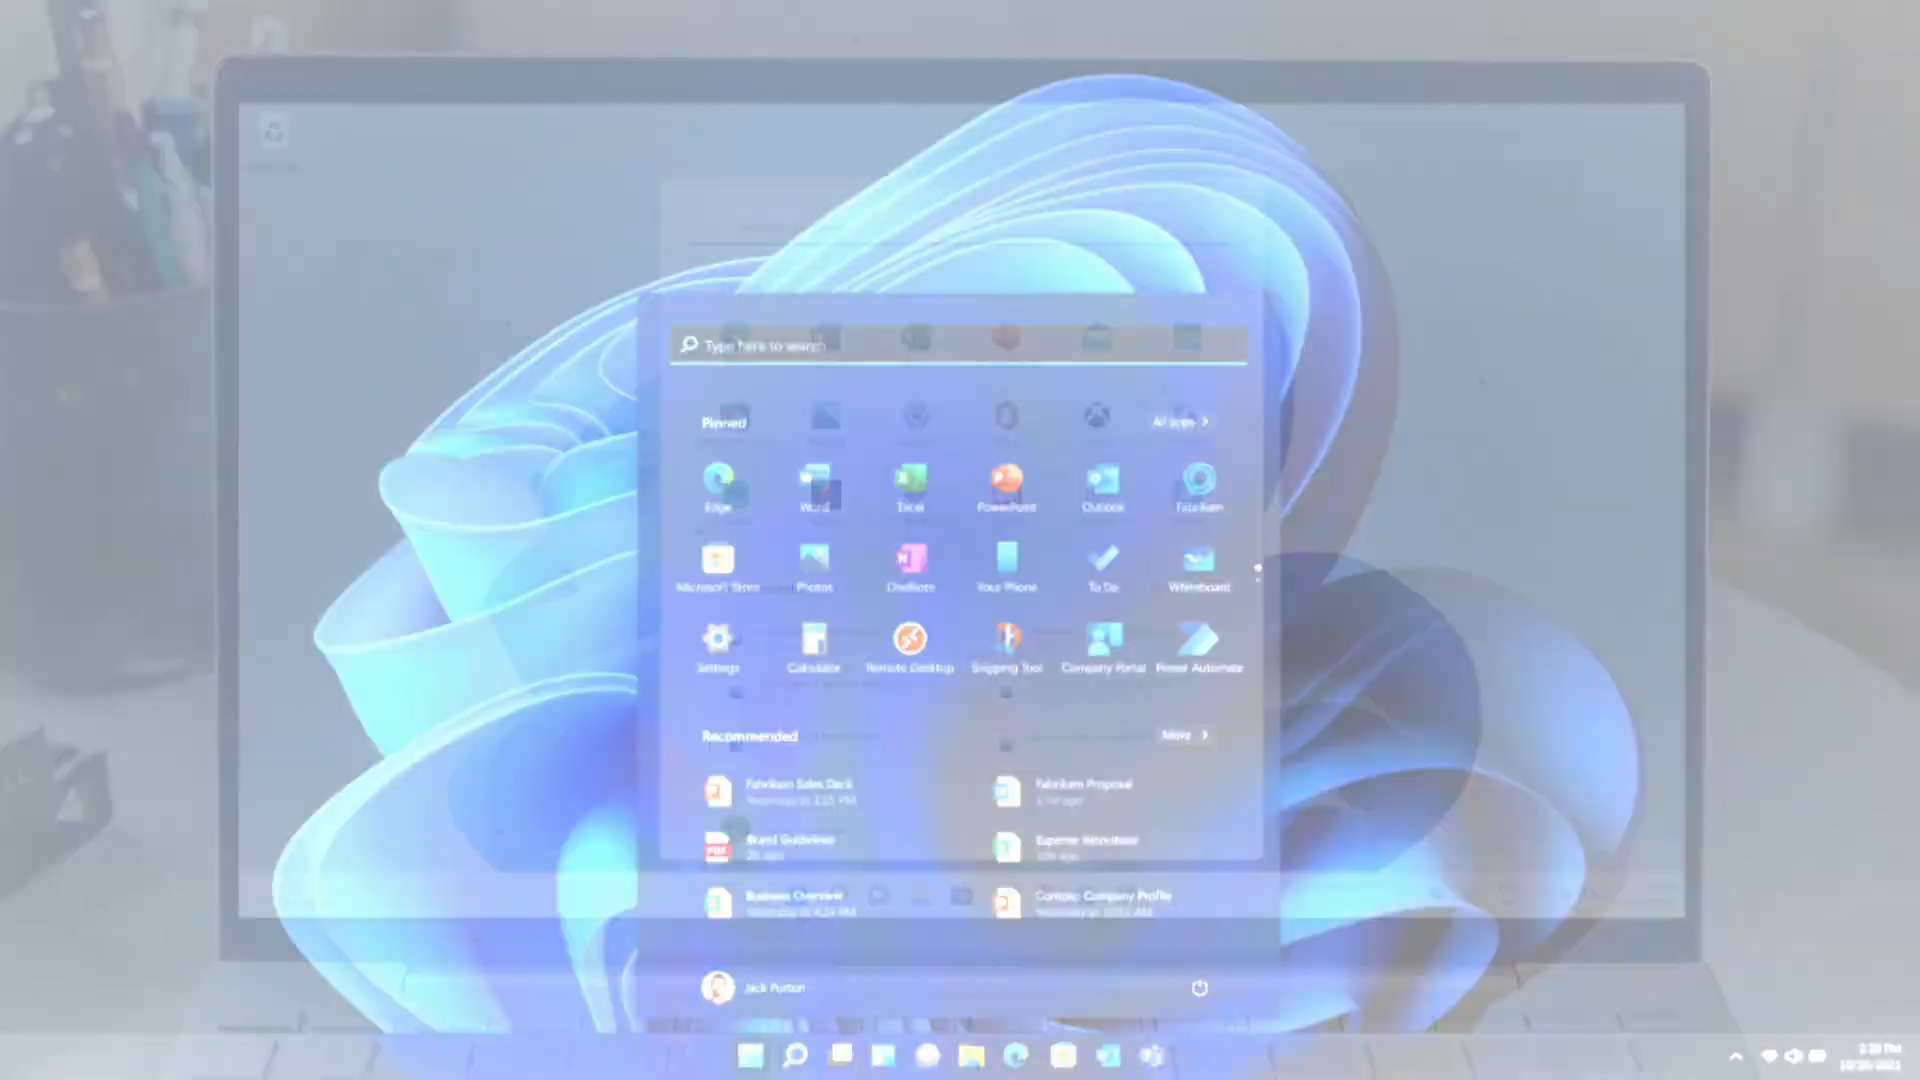 Type here to search
Pinned
All apps
Edge
Word
Excel
PowerPoint
Outlook
Fabrikam
Microsoft Store
Photos
OneNote
Your Phone
To Do
Whiteboard
Settings
Calculator
Remote Desktop
Snipping Tool
Company Portal
Power Automate
Recommended
More
Fabrikam Sales Deck
Fabrikam Proposal
Brand Guidelines
PDF
Expense Worksheet
Business Overview
Contoso Company Profile
Jack Purton